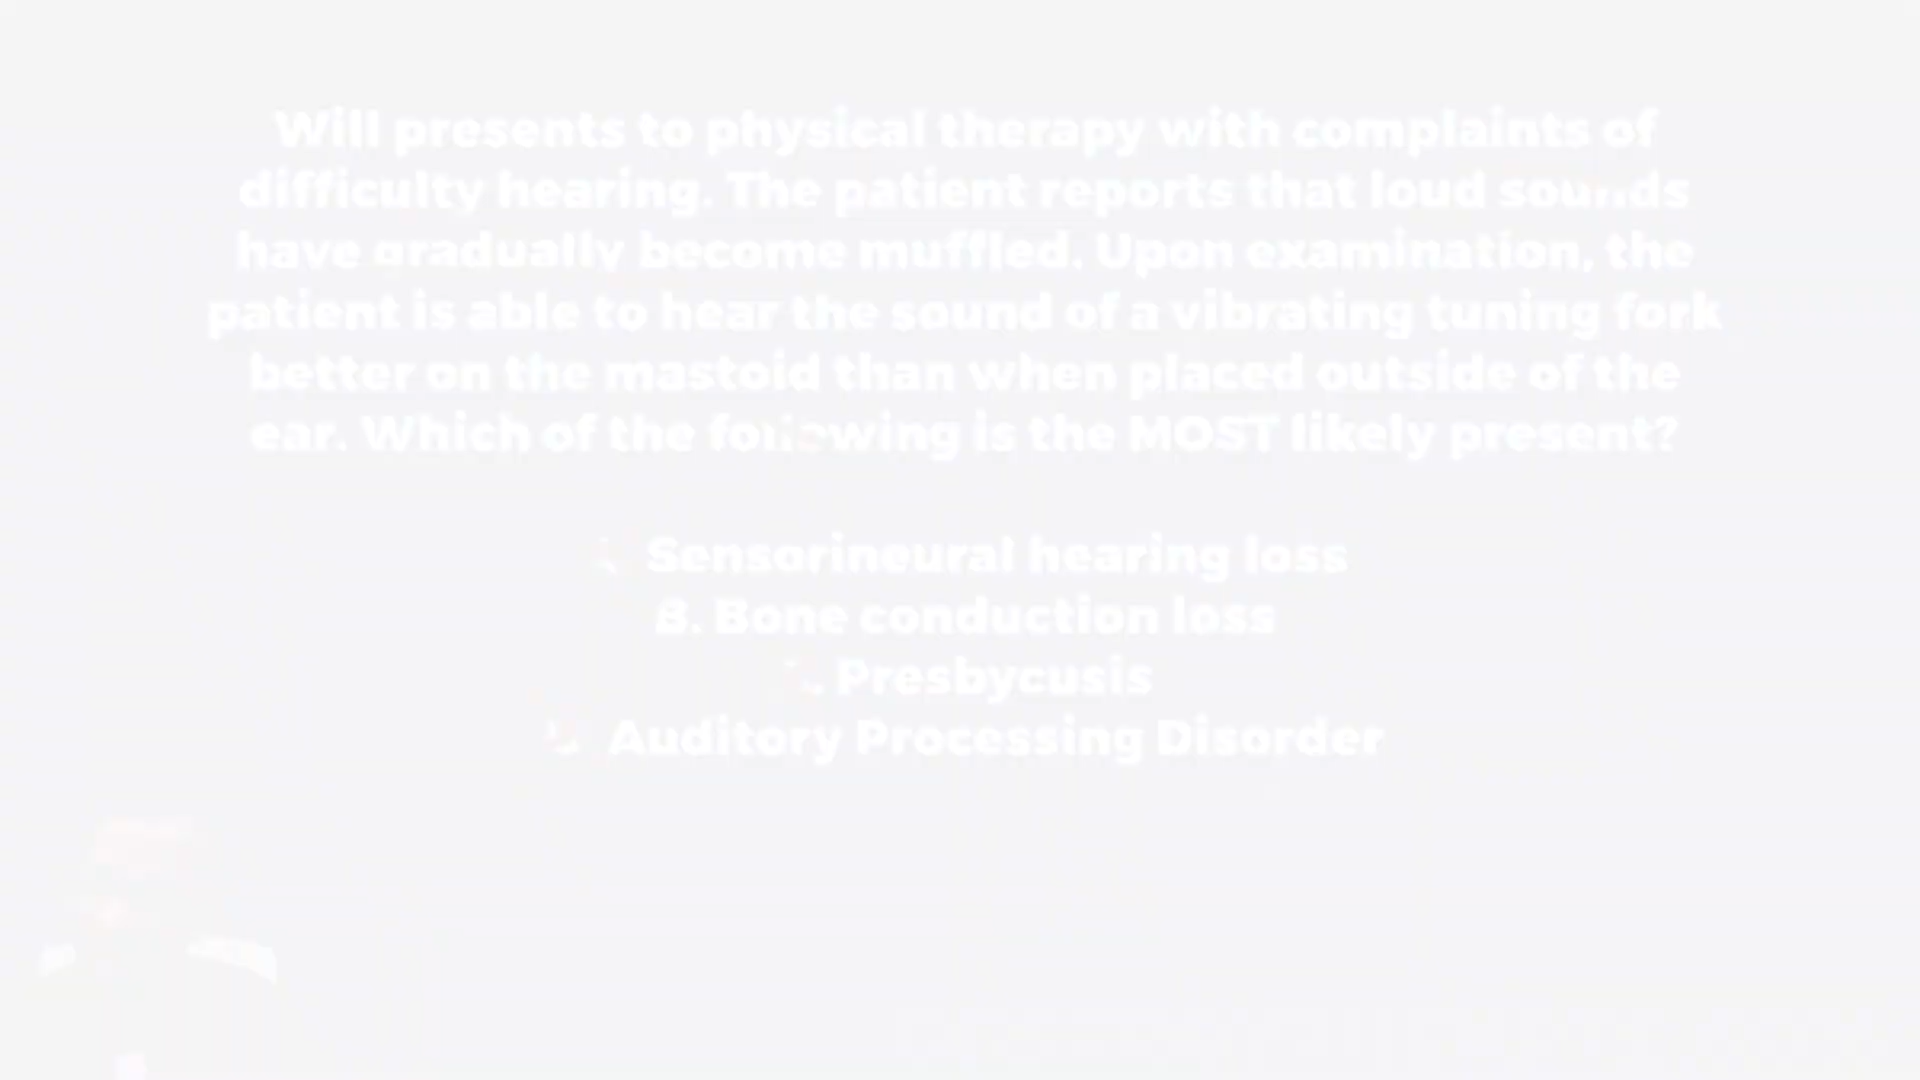 Will presents to physical therapy with complaints of
difficulty hearing. The patient reports that loud sounds
have gradually become muffled. Upon examination, the
patient is able to hear the sound of a vibrating tuning fork
better on the mastoid than when placed outside of the
ear. Which of the following is the MOST likely present?
Sensorineural hearing loss
B. Bone conduction loss
. Presbycusis
Auditory Processing Disorder